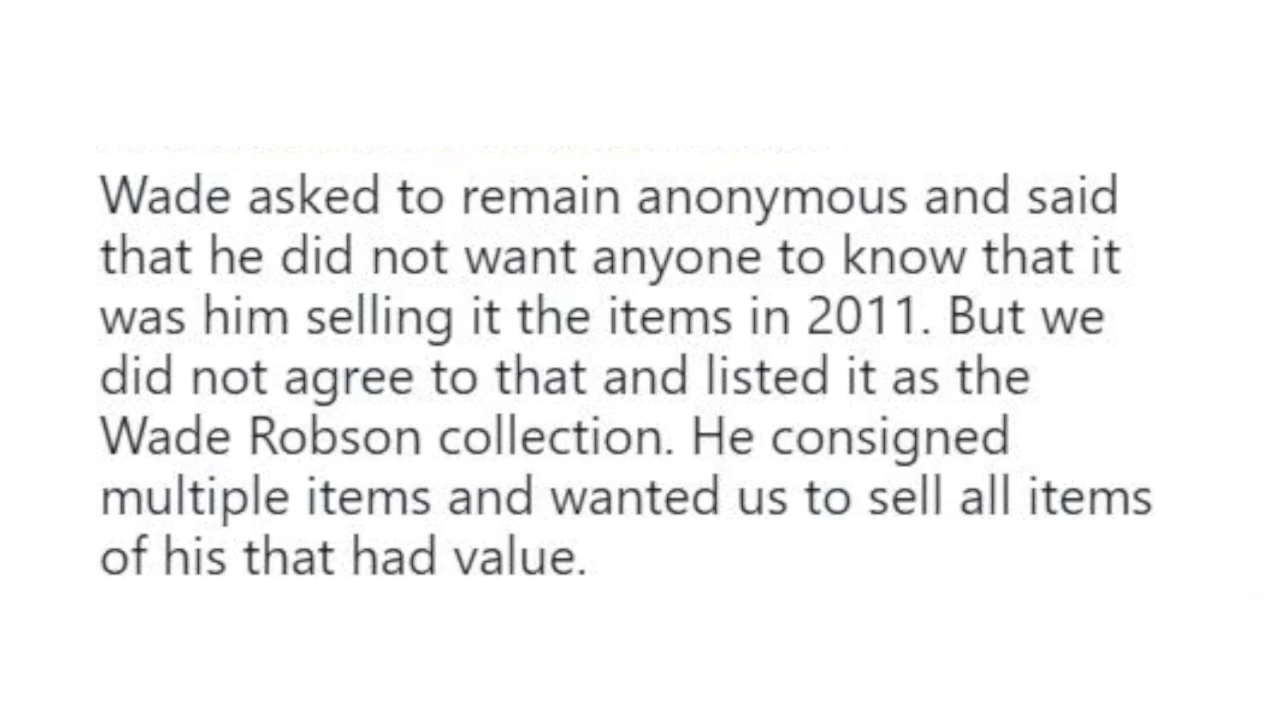 Wade asked to remain anonymous and said
that he did not want anyone to know that it
was him selling it the items in 2011. But we
did not agree to that and listed it as the
Wade Robson collection. He consigned
multiple items and wanted us to sell all items
of his that had value.